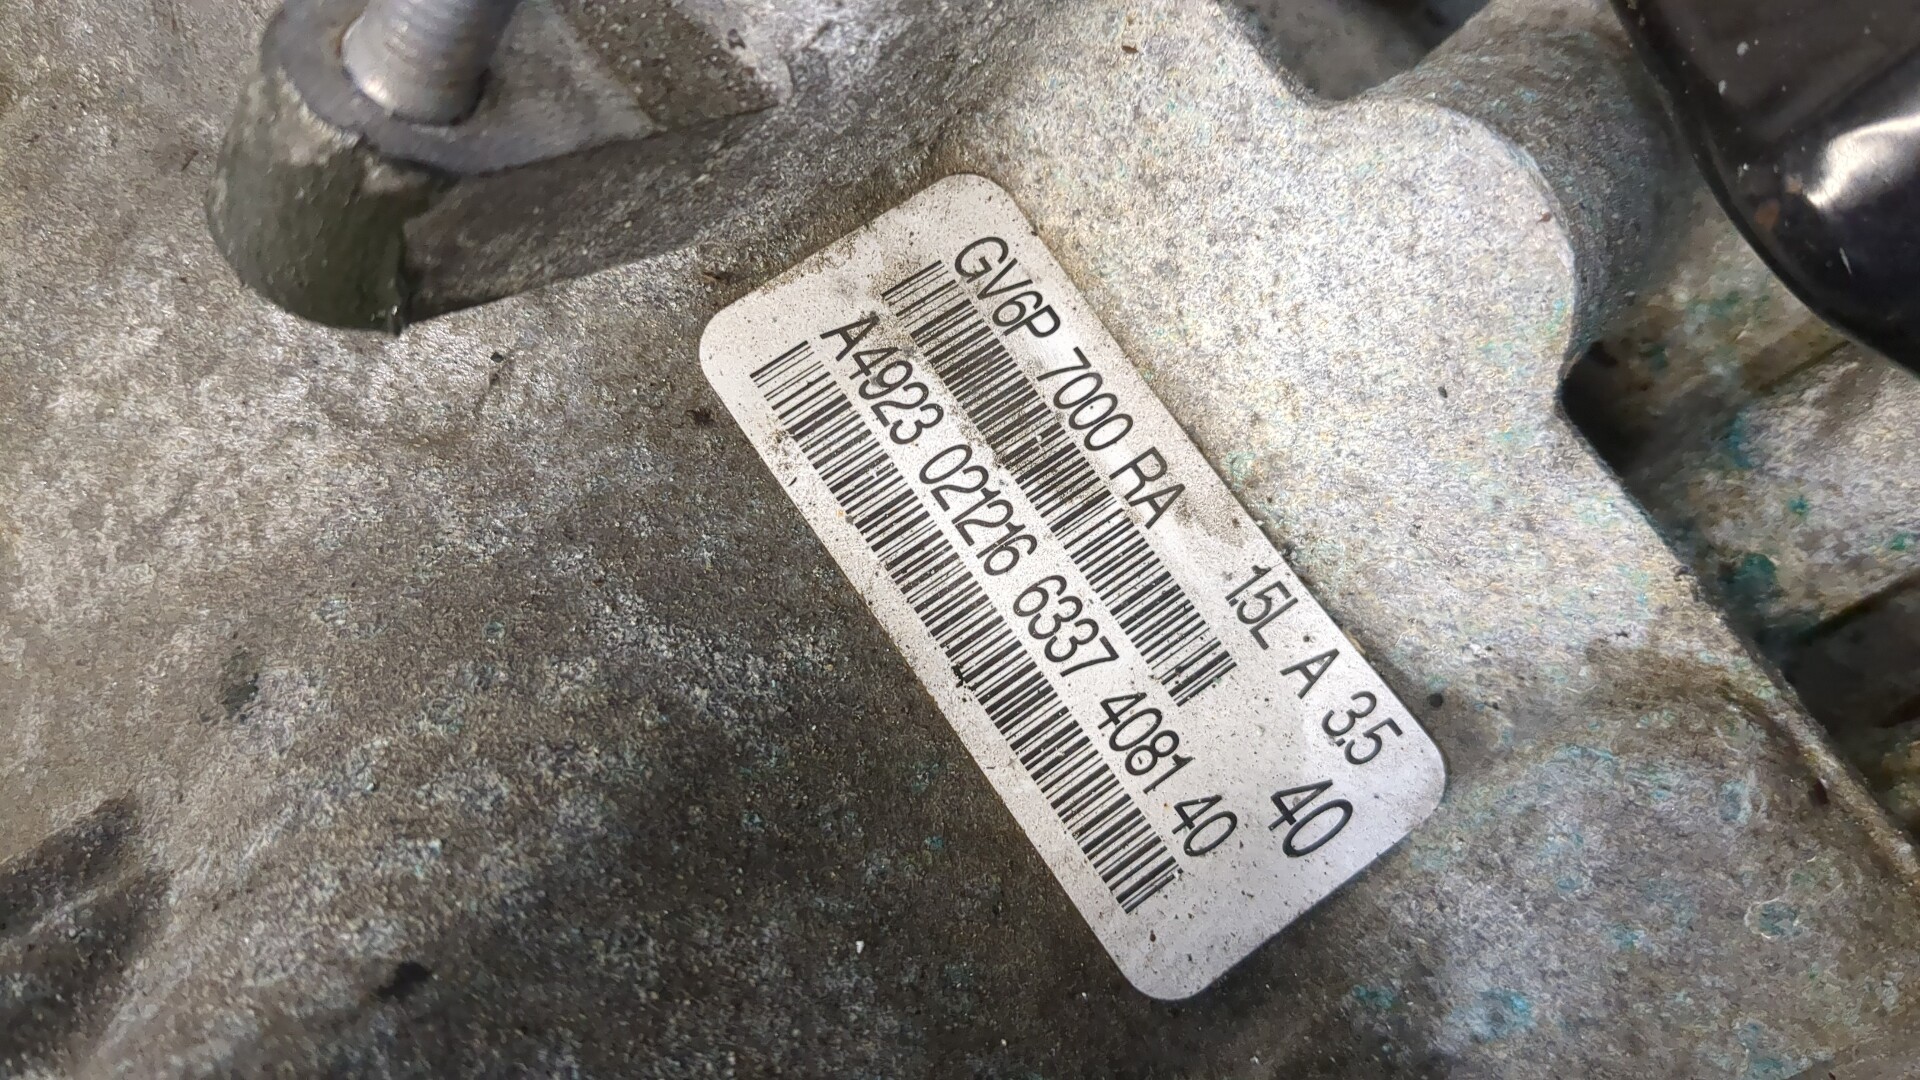 GV6P 7000 RA 1.5L A 3.5
A4923 021216 6337 4081 40 40